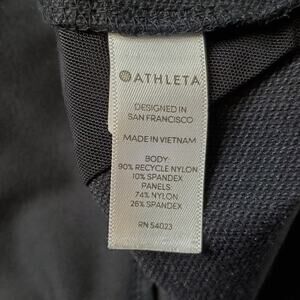 ATHLETA
DESIGNED IN
SAN FRANCISCO
MADE IN VIETNAM
BODY:
90% RECYCLE NYLON
10% SPANDEX
PANELS:
74% NYLON
26% SPANDEX
RN 54023